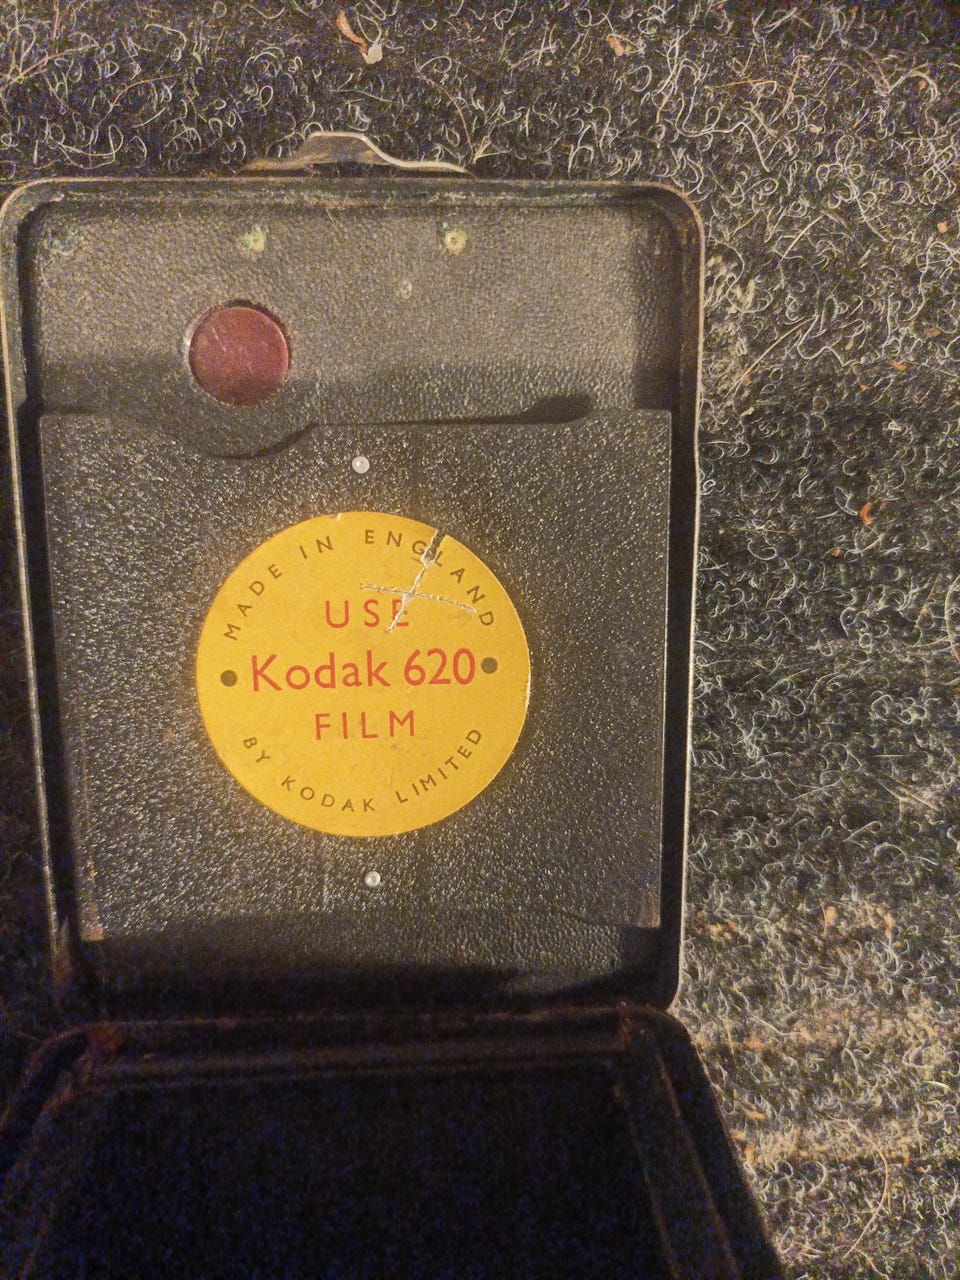 MADE IN ENGLAND
USE
Kodak 620
FILM
BY KODAK LIMITED